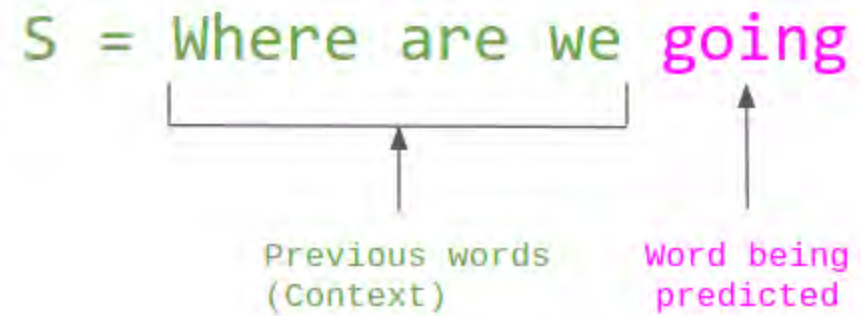 S = Where are we going
Previous words
(Context)
Word being
predicted